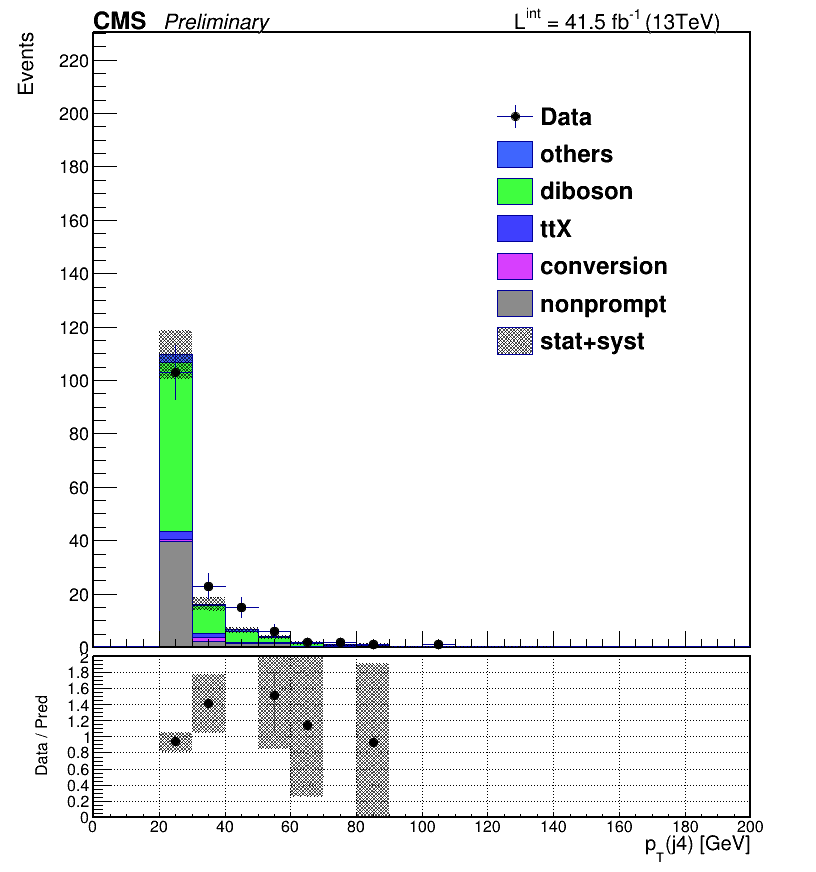 CMS Preliminary L^int = 41.5 fb^-1 (13TeV)
Events
220
200
180
160
140
120
100
80
60
40
20
0
Data
others
diboson
ttX
conversion
nonprompt
stat+syst
Data / Pred
2
1.8
1.6
1.4
1.2
1
0.8
0.6
0.4
0.2
0
0 20 40 60 80 100 120 140 160 180 200
p_T(j4) [GeV]